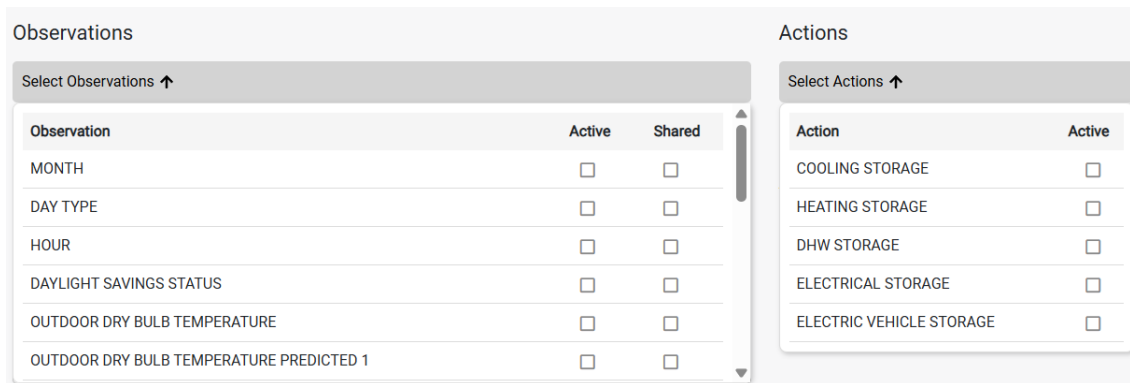 Observations
Select Observations
Observation Active Shared
MONTH
DAY TYPE
HOUR
DAYLIGHT SAVINGS STATUS
OUTDOOR DRY BULB TEMPERATURE
OUTDOOR DRY BULB TEMPERATURE PREDICTED 1
Actions
Select Actions
Action Active
COOLING STORAGE
HEATING STORAGE
DHW STORAGE
ELECTRICAL STORAGE
ELECTRIC VEHICLE STORAGE